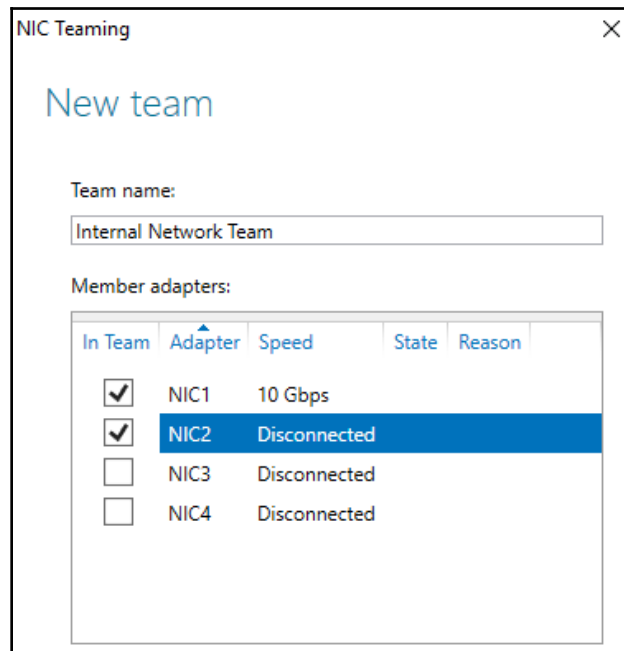 NIC Teaming
New team
Team name:
Internal Network Team
Member adapters:
In Team Adapter Speed State Reason
NIC1 10 Gbps
NIC2 Disconnected
NIC3 Disconnected
NIC4 Disconnected